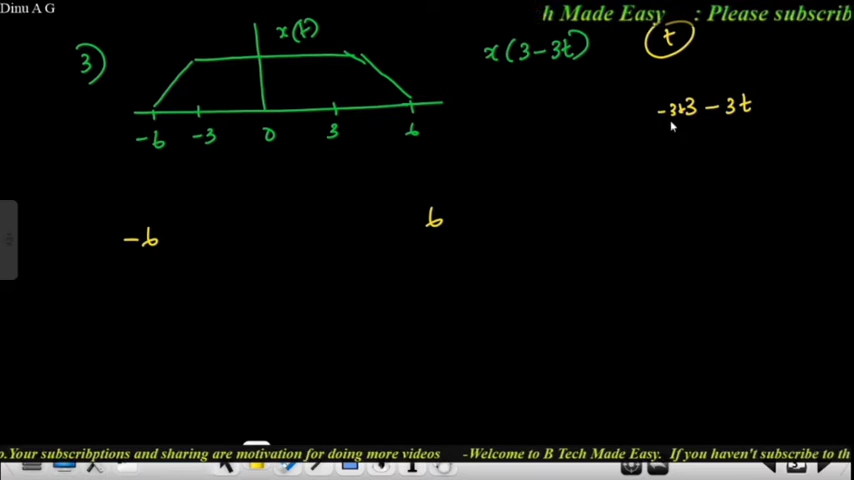 Dinu A G
h Made Easy : Please subscrib
3)
x(t)
x(3-3t)
t
-3+3-3t
-6 -3 0 3 6
-6 6
o.Your subscribptions and sharing are motivation for doing more videos -Welcome to B Tech Made Easy. If you haven't subscribe to th